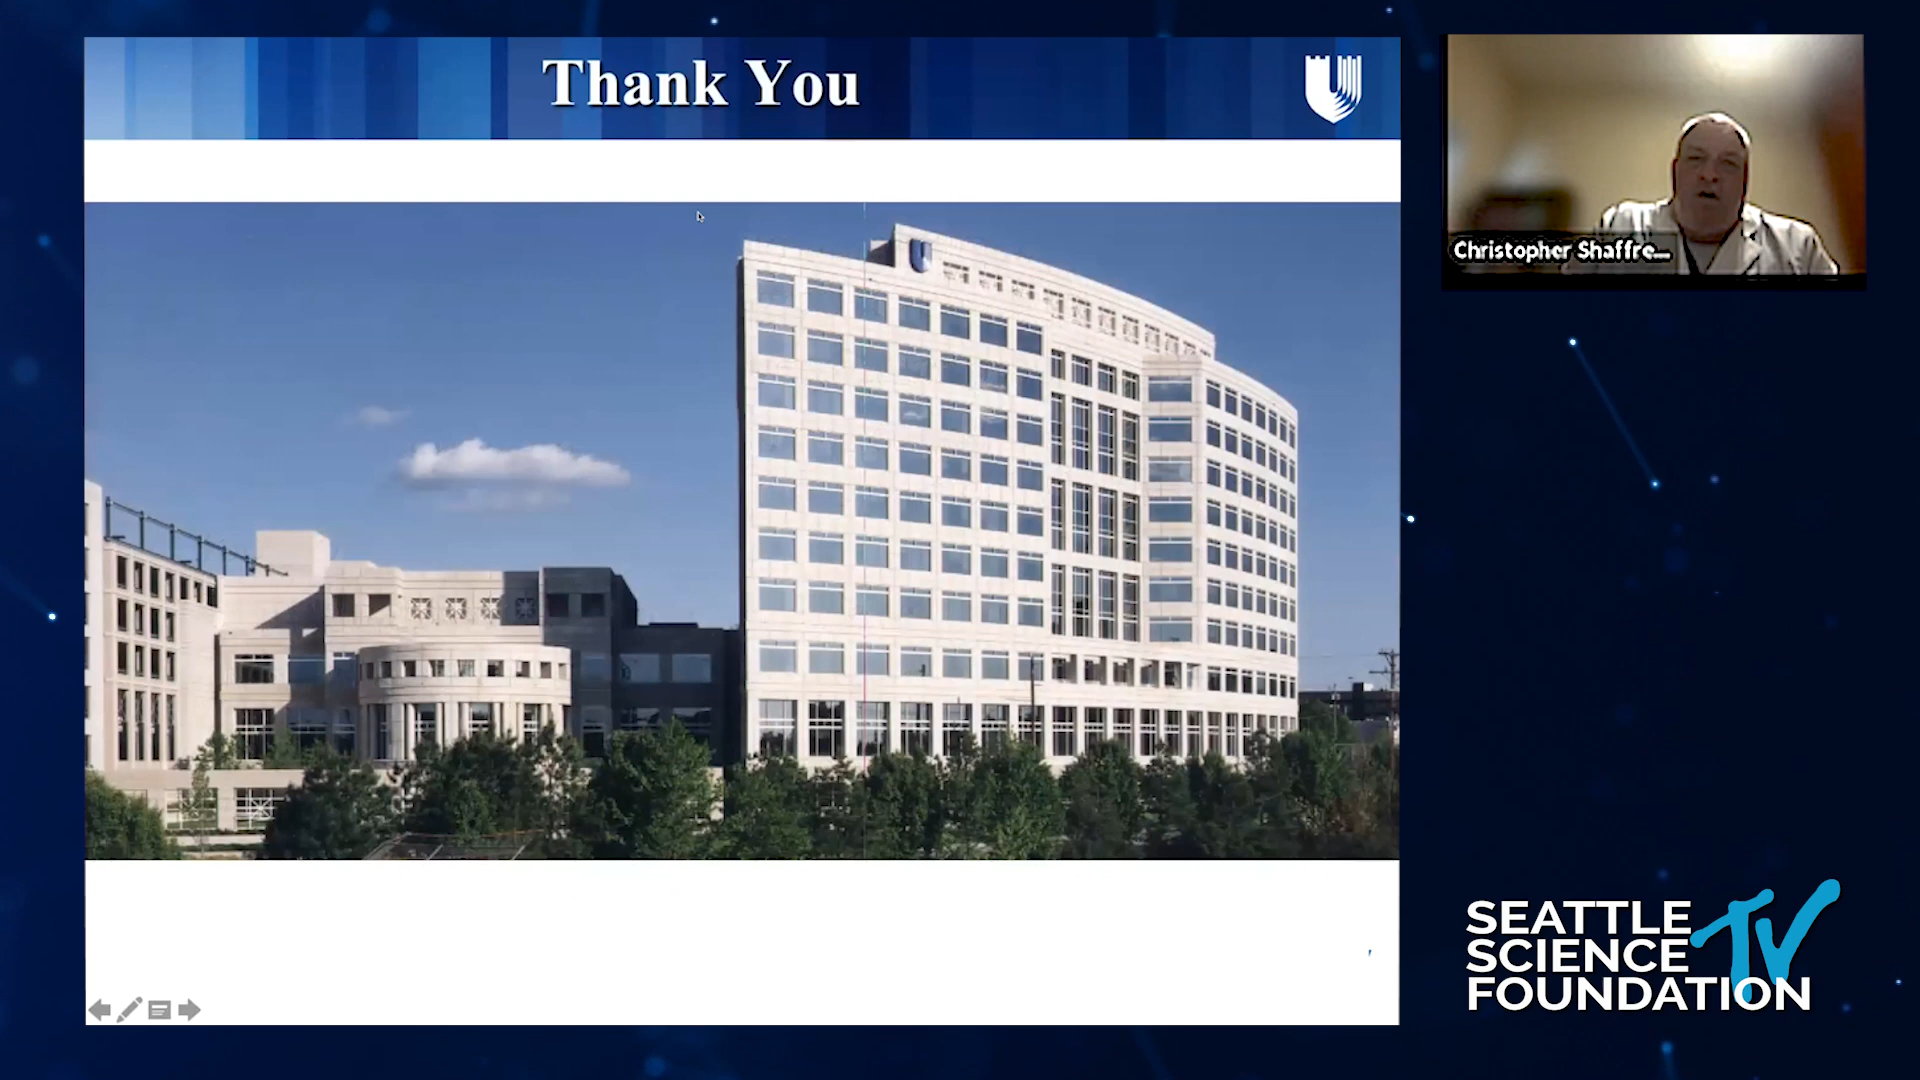 Thank You
Christopher Shaffre...
SEATTLE
SCIENCE
FOUNDATION
TV